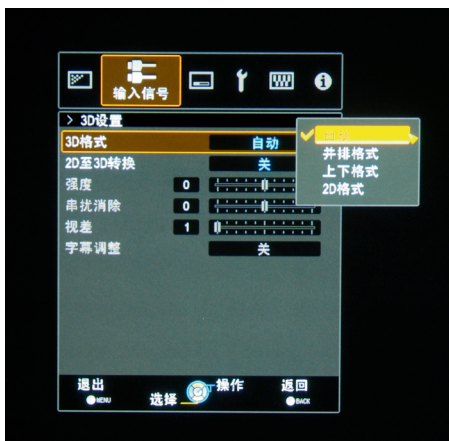 输入信号
> 3D设置
3D格式 自动
2D至3D转换 关
强度 0
串扰消除 0
视差 1
字幕调整 关
自动
并排格式
上下格式
2D格式
退出 操作 返回
MENU 选择 BACK